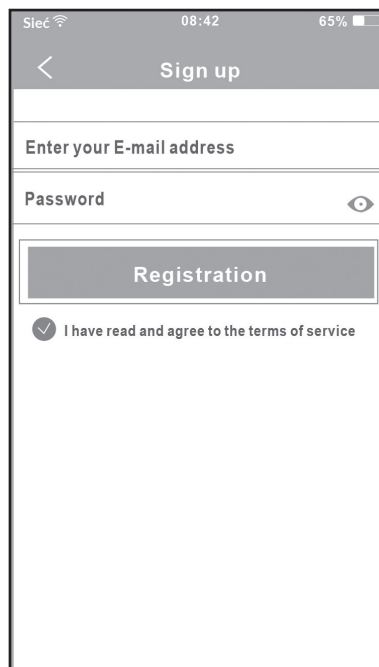 Sieć 08:42 65%
Sign up
Enter your E-mail address
Password
Registration
I have read and agree to the terms of service